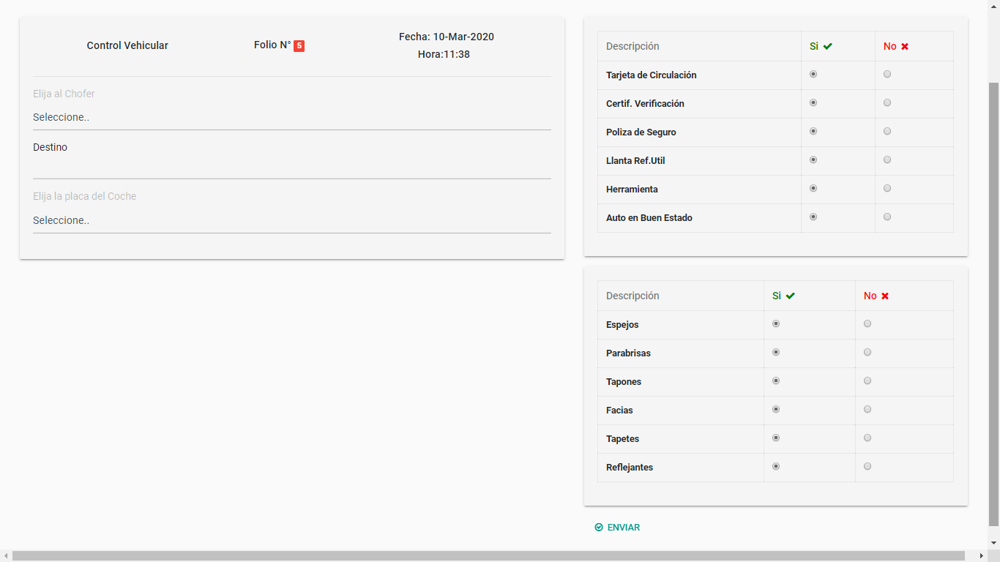 Control Vehicular
Folio N° 5
Fecha: 10-Mar-2020
Hora:11:38
Elija al Chofer
Seleccione..
Destino
Elija la placa del Coche
Seleccione..
Descripción Si No
Tarjeta de Circulación
Certif. Verificación
Poliza de Seguro
Llanta Ref.Util
Herramienta
Auto en Buen Estado
Descripción Si No
Espejos
Parabrisas
Tapones
Facias
Tapetes
Reflejantes
ENVIAR